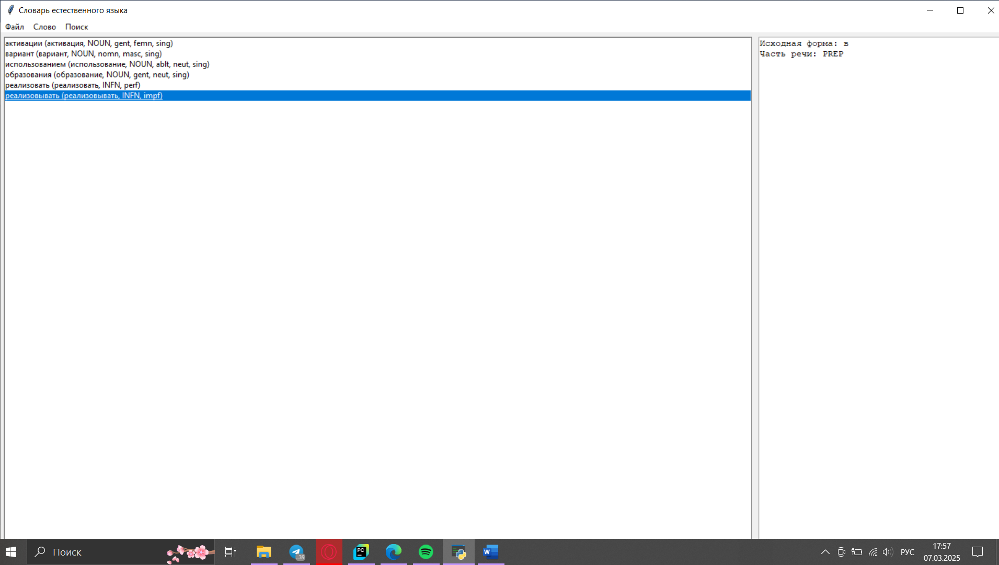 Словарь естественного языка
Файл Слово Поиск
активации (активация, NOUN, gent, femn, sing)
вариант (вариант, NOUN, nomn, masc, sing)
использованием (использование, NOUN, ablt, neut, sing)
образования (образование, NOUN, gent, neut, sing)
реализовать (реализовать, INFN, perf)
реализовывать (реализовывать, INFN, impf)
Исходная форма: в
Часть речи: PREP
Поиск
39
PC
W
РУС
17:57
07.03.2025